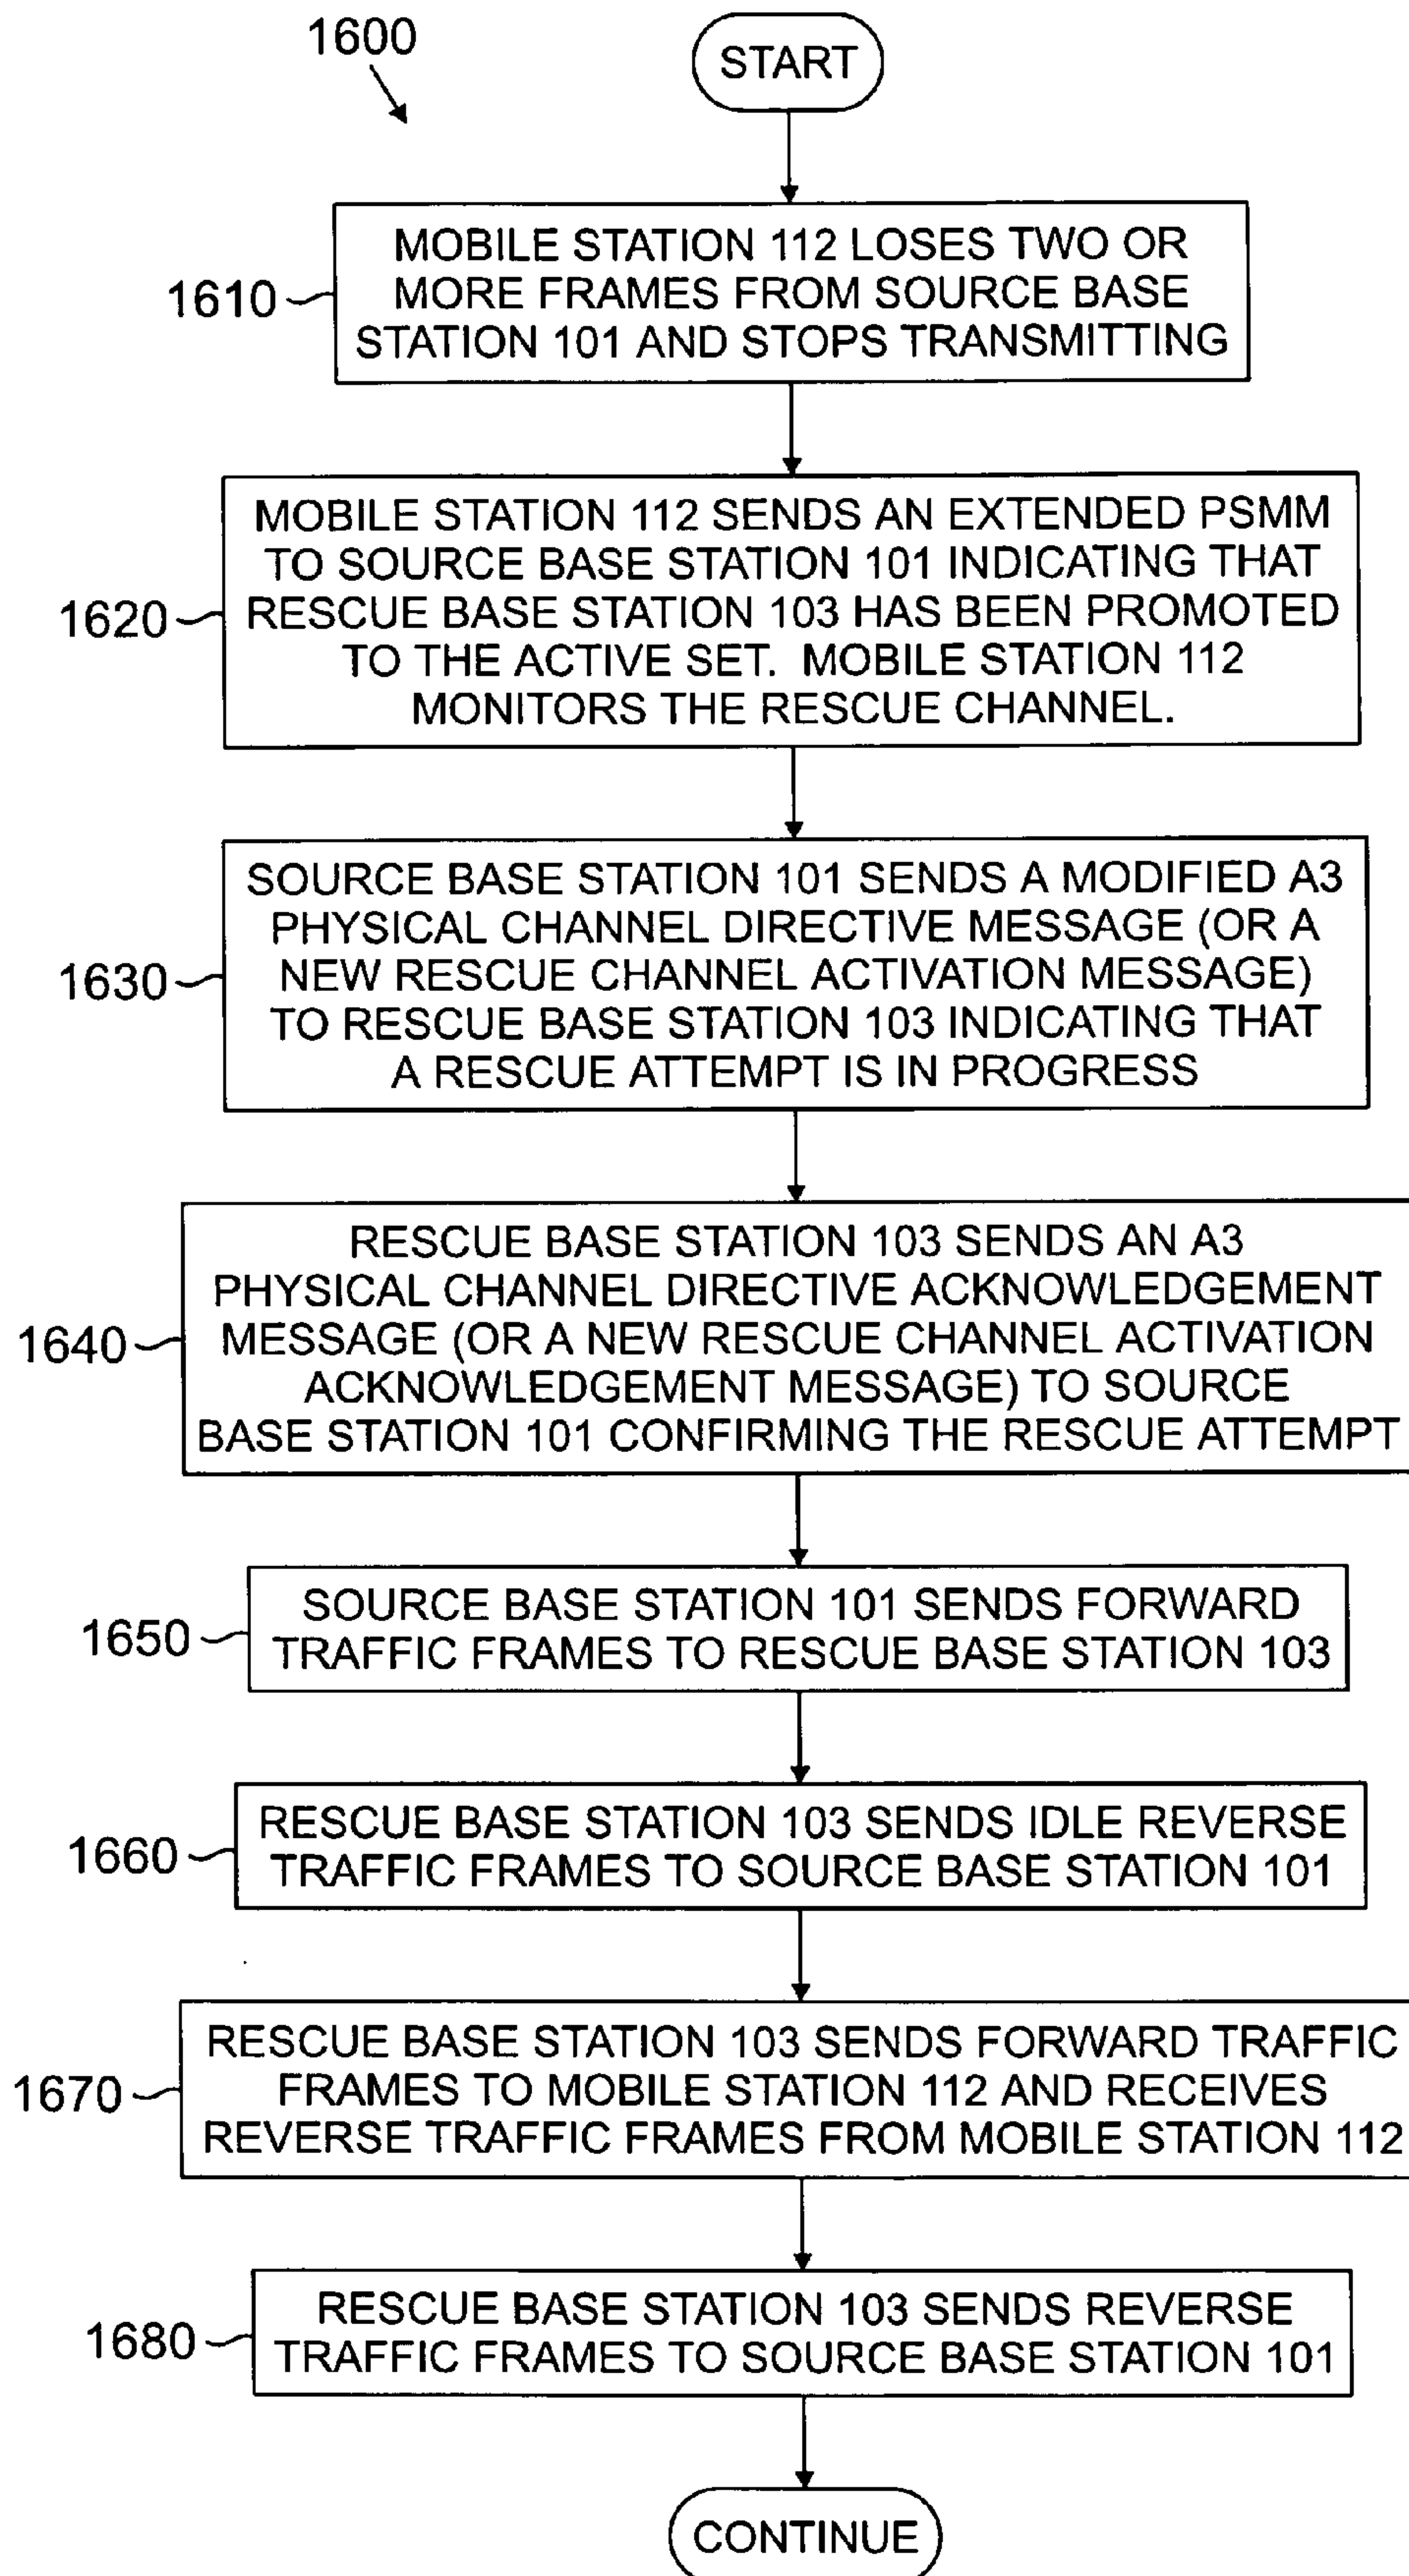 1600
START
1610
MOBILE STATION 112 LOSES TWO OR
MORE FRAMES FROM SOURCE BASE
STATION 101 AND STOPS TRANSMITTING
1620
MOBILE STATION 112 SENDS AN EXTENDED PSMM
TO SOURCE BASE STATION 101 INDICATING THAT
RESCUE BASE STATION 103 HAS BEEN PROMOTED
TO THE ACTIVE SET. MOBILE STATION 112
MONITORS THE RESCUE CHANNEL.
1630
SOURCE BASE STATION 101 SENDS A MODIFIED A3
PHYSICAL CHANNEL DIRECTIVE MESSAGE (OR A
NEW RESCUE CHANNEL ACTIVATION MESSAGE)
TO RESCUE BASE STATION 103 INDICATING THAT
A RESCUE ATTEMPT IS IN PROGRESS
1640
RESCUE BASE STATION 103 SENDS AN A3
PHYSICAL CHANNEL DIRECTIVE ACKNOWLEDGEMENT
MESSAGE (OR A NEW RESCUE CHANNEL ACTIVATION
ACKNOWLEDGEMENT MESSAGE) TO SOURCE
BASE STATION 101 CONFIRMING THE RESCUE ATTEMPT
1650
SOURCE BASE STATION 101 SENDS FORWARD
TRAFFIC FRAMES TO RESCUE BASE STATION 103
1660
RESCUE BASE STATION 103 SENDS IDLE REVERSE
TRAFFIC FRAMES TO SOURCE BASE STATION 101
1670
RESCUE BASE STATION 103 SENDS FORWARD TRAFFIC
FRAMES TO MOBILE STATION 112 AND RECEIVES
REVERSE TRAFFIC FRAMES FROM MOBILE STATION 112
1680
RESCUE BASE STATION 103 SENDS REVERSE
TRAFFIC FRAMES TO SOURCE BASE STATION 101
CONTINUE